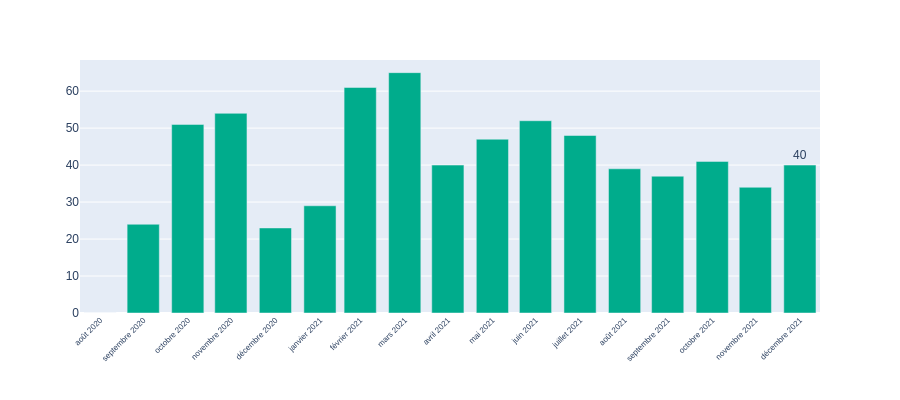 60
50
40
30
20
10
0
40
août 2020
septembre 2020
octobre 2020
novembre 2020
décembre 2020
janvier 2021
février 2021
mars 2021
avril 2021
mai 2021
juin 2021
juillet 2021
août 2021
septembre 2021
octobre 2021
novembre 2021
décembre 2021